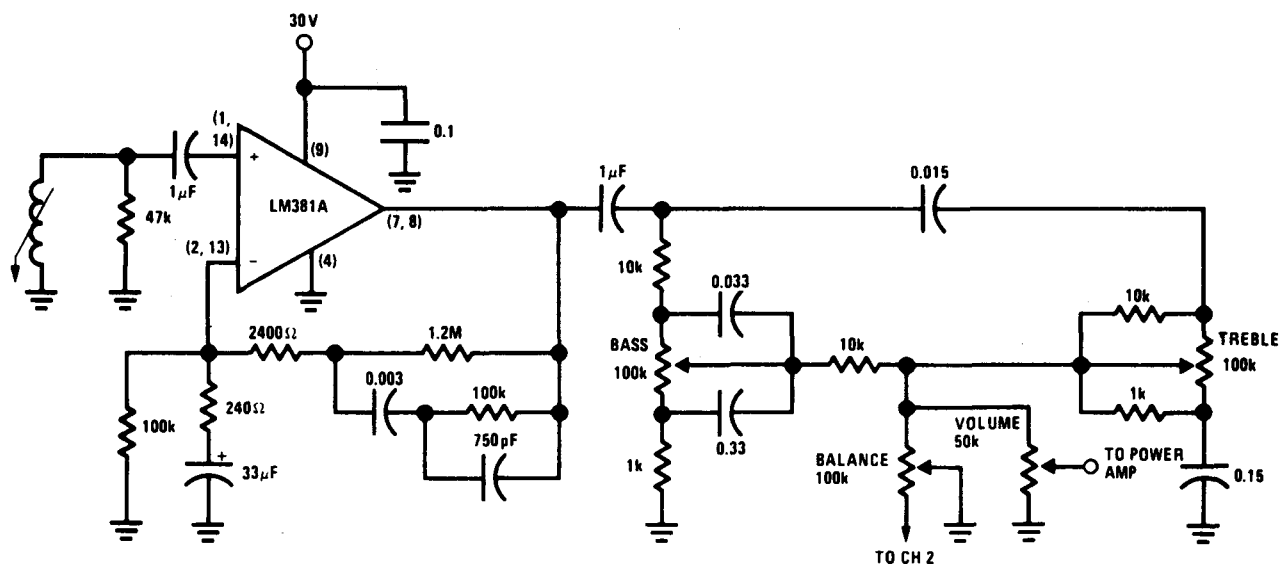 30V
(1,
14)
(9)
0.1
+
1μF
LM381A
47k
(7, 8)
(2, 13)
−
(4)
1μF
0.015
10k
0.033
2400Ω
1.2M
BASS
100k
10k
10k
TREBLE
100k
0.003
100k
240Ω
100k
750pF
0.33
1k
VOLUME
50k
+
33μF
1k
BALANCE
100k
TO POWER
AMP
0.15
TO CH 2